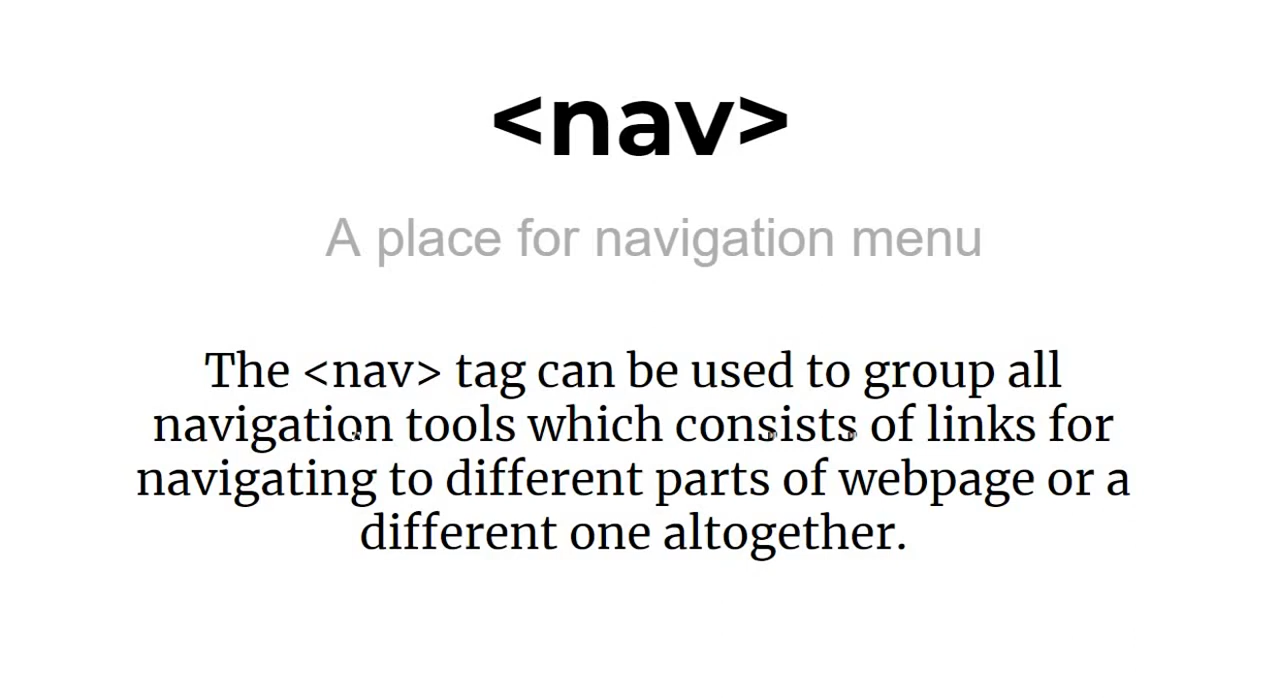 <nav>
A place for navigation menu
The <nav> tag can be used to group all
navigation tools which consists of links for
navigating to different parts of webpage or a
different one altogether.